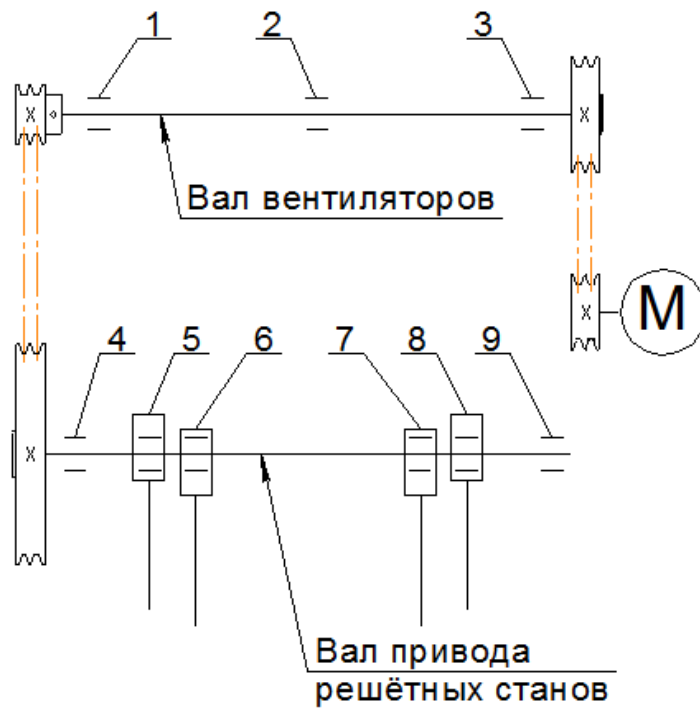 1 2 3
Вал вентиляторов
М
4 5 6 7 8 9
Вал привода
решётных станов